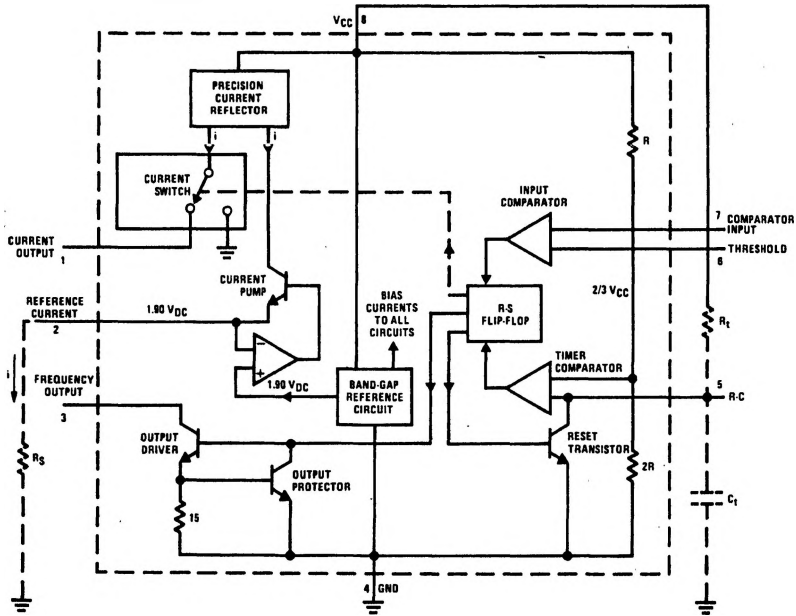 VCC 8
PRECISION
CURRENT
REFLECTOR
i
i
R
CURRENT
SWITCH
INPUT
COMPARATOR
7 COMPARATOR
INPUT
THRESHOLD
6
CURRENT
OUTPUT
1
CURRENT
PUMP
BIAS
CURRENTS
TO ALL
CIRCUITS
R-S
FLIP-FLOP
2/3 VCC
Rt
REFERENCE
CURRENT
2
1.90 VDC
i
−
+
1.90 VDC
BAND-GAP
REFERENCE
CIRCUIT
TIMER
COMPARATOR
5
R-C
FREQUENCY
OUTPUT
3
RS
OUTPUT
DRIVER
OUTPUT
PROTECTOR
RESET
TRANSISTOR
2R
Ct
15
4 GND